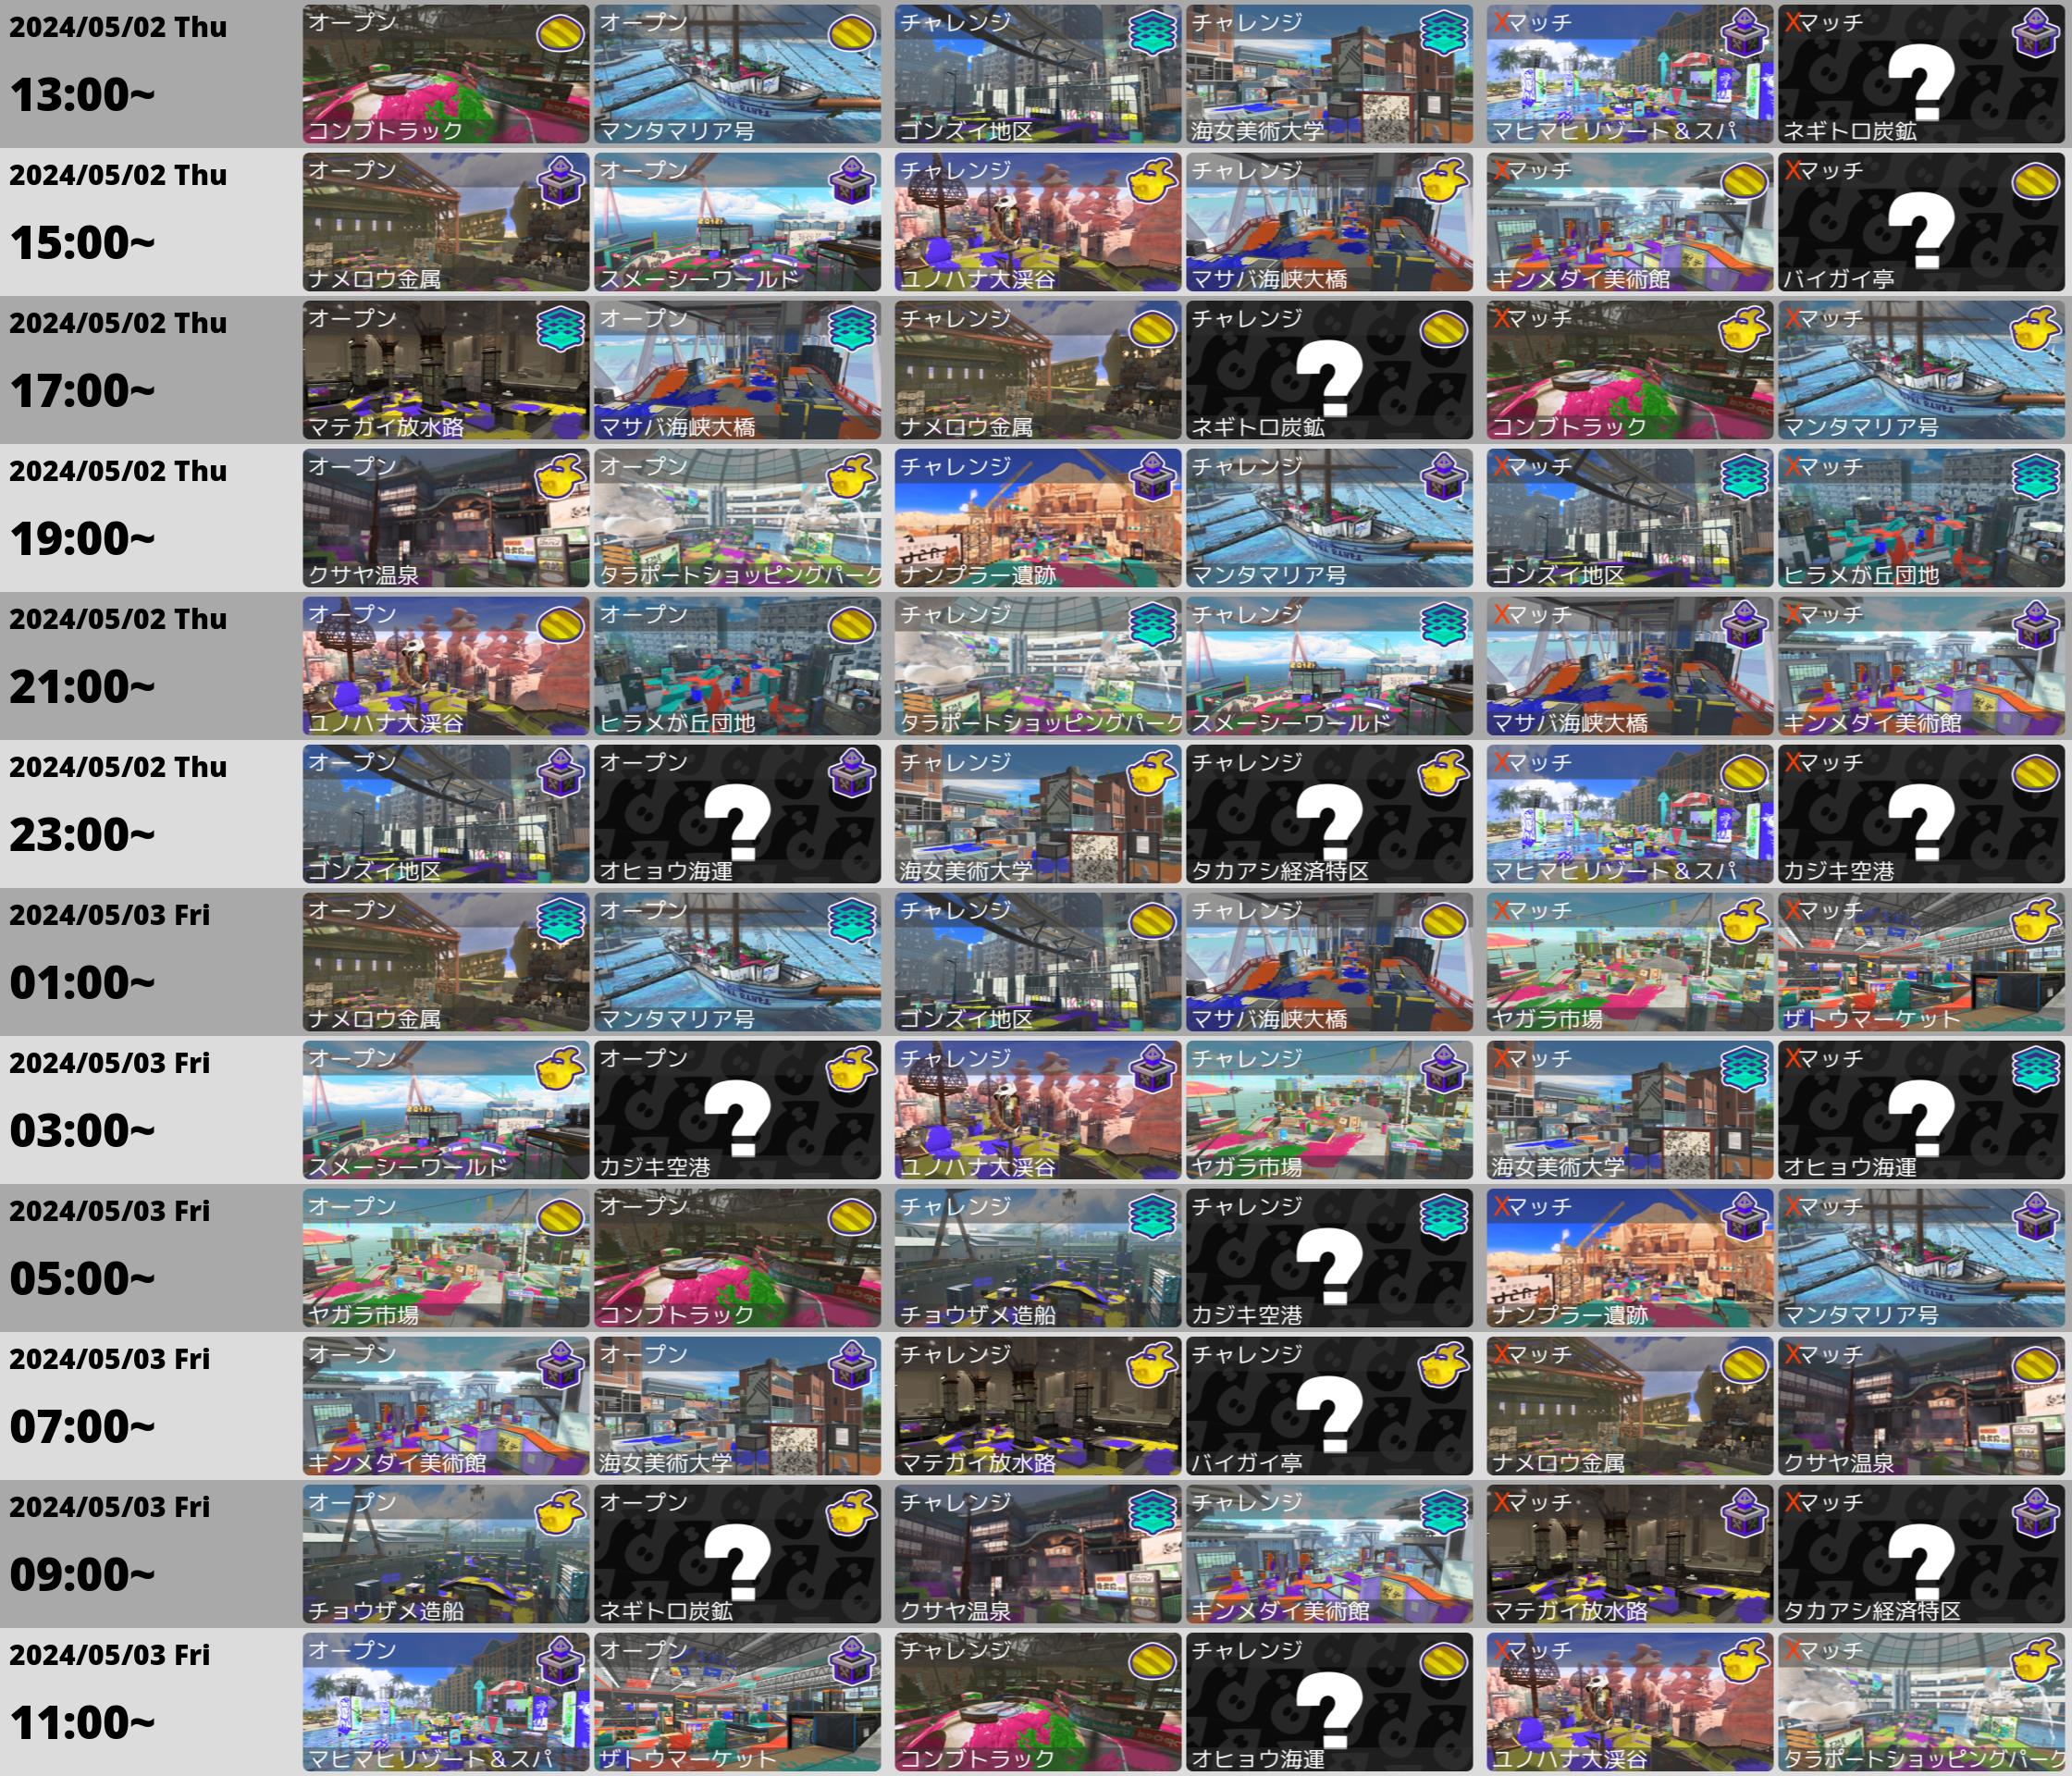 2024/05/02 Thu
13:00~
オープン
コンブトラック
オープン
マンタマリア号
チャレンジ
ゴンズイ地区
チャレンジ
海女美術大学
Xマッチ
マヒマヒリゾート＆スパ
Xマッチ
ネギトロ炭鉱
2024/05/02 Thu
15:00~
オープン
ナメロウ金属
オープン
スメーシーワールド
チャレンジ
ユノハナ大渓谷
チャレンジ
マサバ海峡大橋
Xマッチ
キンメダイ美術館
Xマッチ
バイガイ亭
2024/05/02 Thu
17:00~
オープン
マテガイ放水路
オープン
マサバ海峡大橋
チャレンジ
ナメロウ金属
チャレンジ
ネギトロ炭鉱
Xマッチ
コンブトラック
Xマッチ
マンタマリア号
2024/05/02 Thu
19:00~
オープン
クサヤ温泉
オープン
タラポートショッピングパーク
チャレンジ
ナンプラー遺跡
チャレンジ
マンタマリア号
Xマッチ
ゴンズイ地区
Xマッチ
ヒラメが丘団地
2024/05/02 Thu
21:00~
オープン
ユノハナ大渓谷
オープン
ヒラメが丘団地
チャレンジ
タラポートショッピングパーク
チャレンジ
スメーシーワールド
Xマッチ
マサバ海峡大橋
Xマッチ
キンメダイ美術館
2024/05/02 Thu
23:00~
オープン
ゴンズイ地区
オープン
オヒョウ海運
チャレンジ
海女美術大学
チャレンジ
タカアシ経済特区
Xマッチ
マヒマヒリゾート＆スパ
Xマッチ
カジキ空港
2024/05/03 Fri
01:00~
オープン
ナメロウ金属
オープン
マンタマリア号
チャレンジ
ゴンズイ地区
チャレンジ
マサバ海峡大橋
Xマッチ
ヤガラ市場
Xマッチ
ザトウマーケット
2024/05/03 Fri
03:00~
オープン
スメーシーワールド
オープン
カジキ空港
チャレンジ
ユノハナ大渓谷
チャレンジ
ヤガラ市場
Xマッチ
海女美術大学
Xマッチ
オヒョウ海運
2024/05/03 Fri
05:00~
オープン
ヤガラ市場
オープン
コンブトラック
チャレンジ
チョウザメ造船
チャレンジ
カジキ空港
Xマッチ
ナンプラー遺跡
Xマッチ
マンタマリア号
2024/05/03 Fri
07:00~
オープン
キンメダイ美術館
オープン
海女美術大学
チャレンジ
マテガイ放水路
チャレンジ
バイガイ亭
Xマッチ
ナメロウ金属
Xマッチ
クサヤ温泉
2024/05/03 Fri
09:00~
オープン
チョウザメ造船
オープン
ネギトロ炭鉱
チャレンジ
クサヤ温泉
チャレンジ
キンメダイ美術館
Xマッチ
マテガイ放水路
Xマッチ
タカアシ経済特区
2024/05/03 Fri
11:00~
オープン
マヒマヒリゾート＆スパ
オープン
ザトウマーケット
チャレンジ
コンブトラック
チャレンジ
オヒョウ海運
Xマッチ
ユノハナ大渓谷
Xマッチ
タラポートショッピングパーク